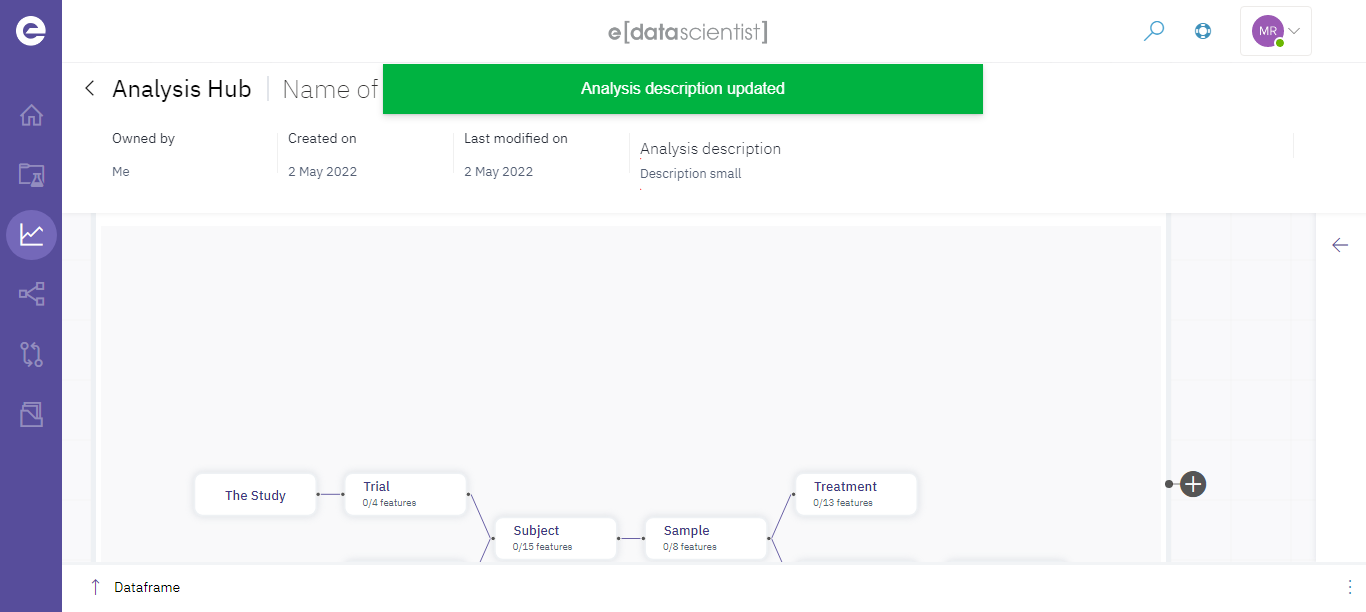 e[datascientist]
MR
Analysis Hub
Name of
Analysis description updated
Owned by
Created on
Last modified on
Analysis description
Me
2 May 2022
2 May 2022
Description small
The Study
Trial
0/4 features
Treatment
0/13 features
Subject
0/15 features
Sample
0/8 features
Dataframe